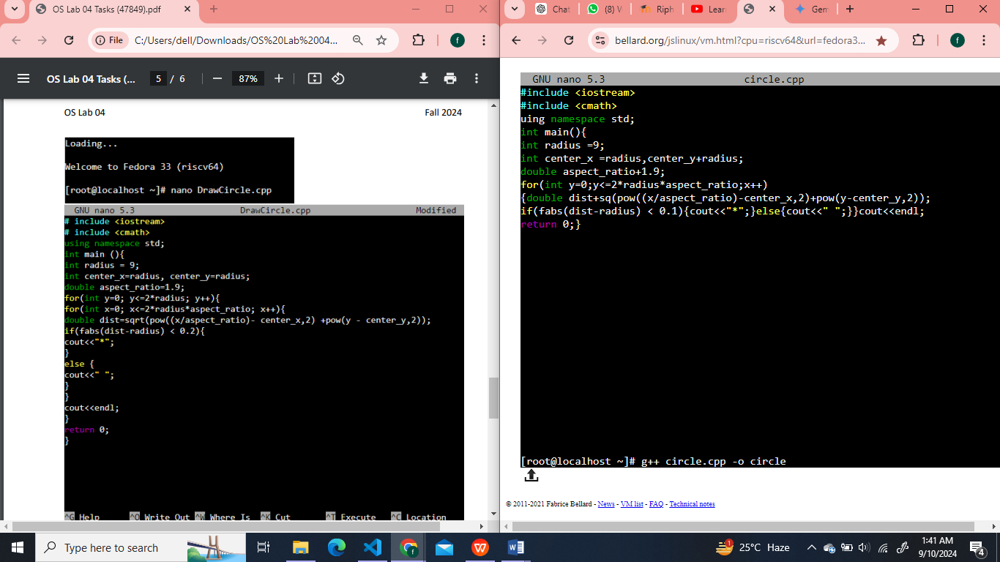 OS Lab 04 Tasks (47849).pdf
File
C:/Users/dell/Downloads/OS%20Lab%204...
f
OS Lab 04 Tasks (...
5 / 6
87%
OS Lab 04
Fall 2024
Loading...
Welcome to Fedora 33 (riscv64)
[root@localhost ~]# nano DrawCircle.cpp
GNU nano 5.3
DrawCircle.cpp
Modified
# include <iostream>
# include <cmath>
using namespace std;
int main (){
int radius = 9;
int center_x=radius, center_y=radius;
double aspect_ratio=1.9;
for(int y=0; y<=2*radius; y++){
for(int x=0; x<=2*radius*aspect_ratio; x++){
double dist=sqrt(pow((x/aspect_ratio)- center_x,2) +pow(y - center_y,2));
if(fabs(dist-radius) < 0.2){
cout<<"*";
}
else {
cout<<" ";
}
}
cout<<endl;
}
return 0;
}
^G Help ^O Write Out ^W Where Is ^K Cut ^T Execute ^C Location
Chat
(8) W
Riph
Learn
Gem
bellard.org/jslinux/vm.html?cpu=riscv64&url=fedora3...
f
GNU nano 5.3
circle.cpp
#include <iostream>
#include <cmath>
uing namespace std;
int main(){
int radius =9;
int center_x =radius,center_y+radius;
double aspect_ratio+1.9;
for(int y=0;y<=2*radius*aspect_ratio;x++)
{double dist+sq(pow((x/aspect_ratio)-center_x,2)+pow(y-center_y,2));
if(fabs(dist-radius) < 0.1){cout<<"*";}else{cout<<" ";}}cout<<endl;
return 0;}
[root@localhost ~]# g++ circle.cpp -o circle
© 2011-2021 Fabrice Bellard - News - VM list - FAQ - Technical notes
Type here to search
25°C Haze
1:41 AM
9/10/2024
4